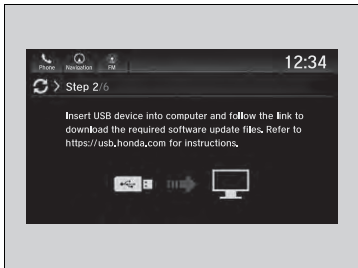 Phone Navigation FM 12:34
Step 2/6
Insert USB device into computer and follow the link to
download the required software update files. Refer to
https://usb.honda.com for instructions.